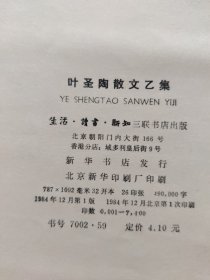 叶圣陶散文乙集
YE SHENGTAO SANWEN YIJI
生活·讀書·新知三联书店出版
北京朝阳门内大街166号
香港分店：域多利皇后街9号
新华书店发行
北京新华印刷厂印刷
787×1092毫米32开本 26印张 490,000字
1984年12月第1版 1984年12月北京第1次印刷
印数 0,001—7,400
书号 7002·59 定价 4.10元